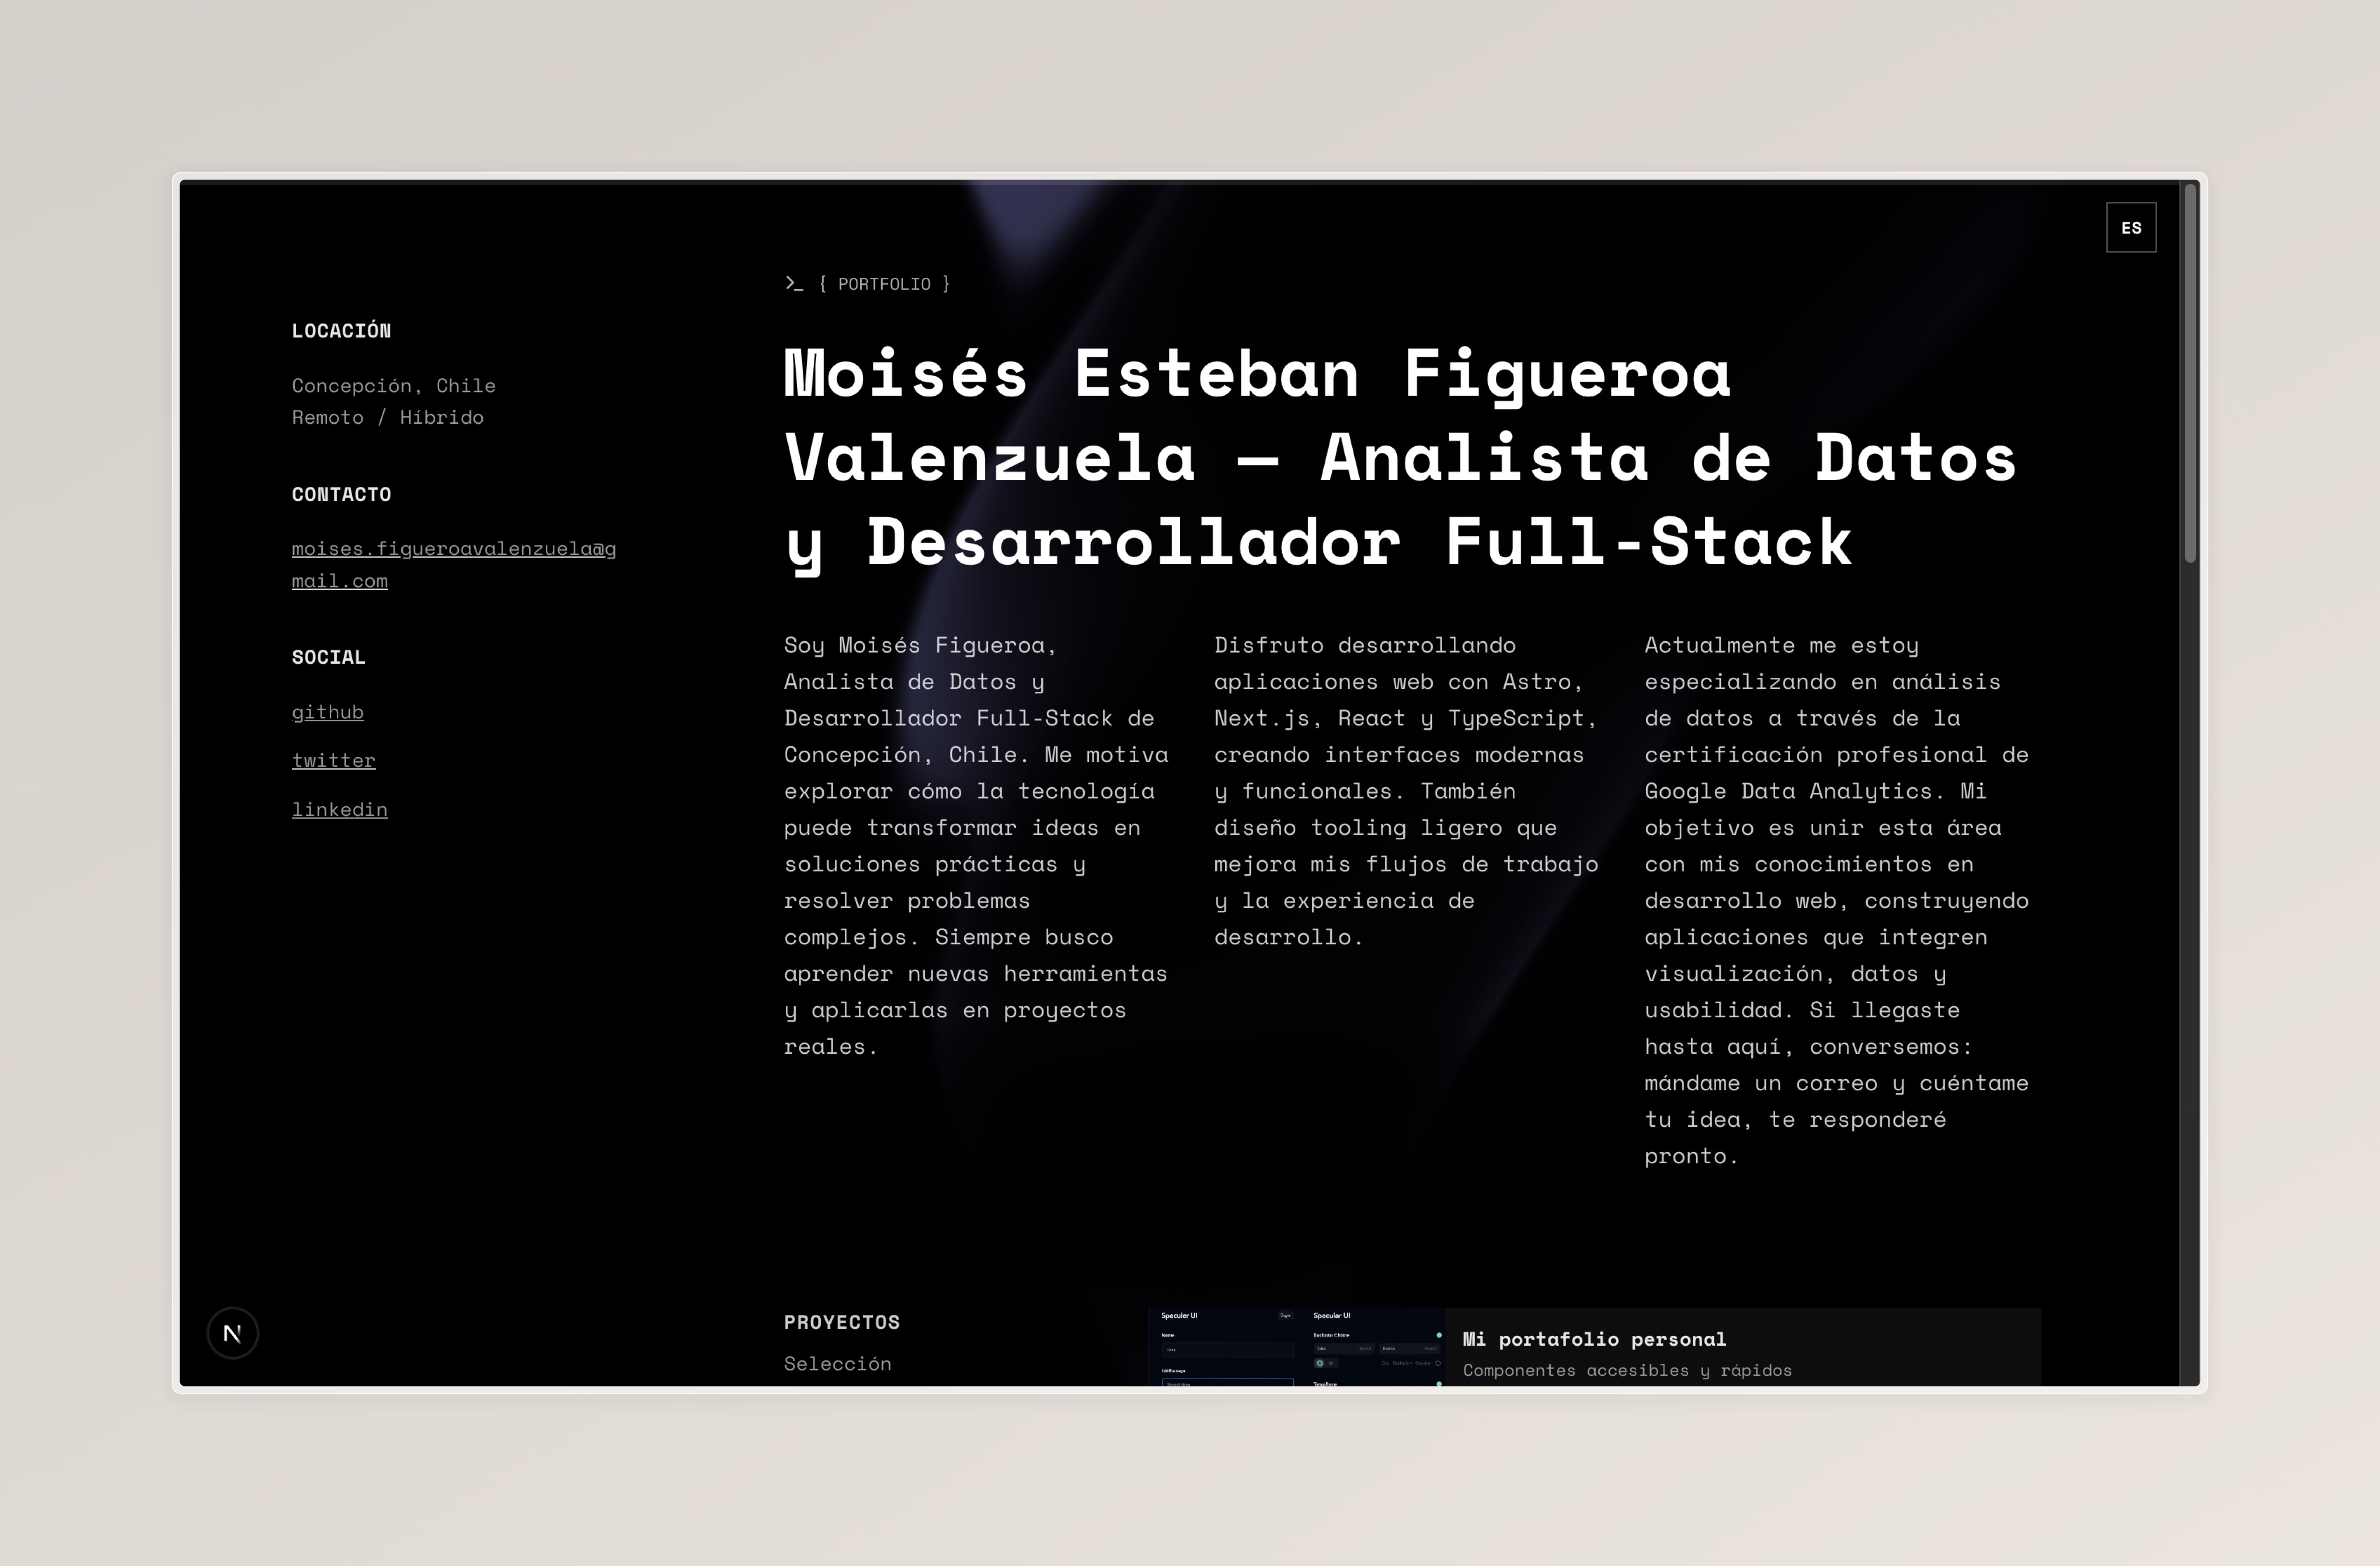 ES
>_ { PORTFOLIO }
LOCACIÓN
Concepción, Chile
Remoto / Híbrido
CONTACTO
moises.figueroavalenzuela@g
mail.com
SOCIAL
github
twitter
linkedin
Moisés Esteban Figueroa
Valenzuela — Analista de Datos
y Desarrollador Full-Stack
Soy Moisés Figueroa,
Analista de Datos y
Desarrollador Full-Stack de
Concepción, Chile. Me motiva
explorar cómo la tecnología
puede transformar ideas en
soluciones prácticas y
resolver problemas
complejos. Siempre busco
aprender nuevas herramientas
y aplicarlas en proyectos
reales.
Disfruto desarrollando
aplicaciones web con Astro,
Next.js, React y TypeScript,
creando interfaces modernas
y funcionales. También
diseño tooling ligero que
mejora mis flujos de trabajo
y la experiencia de
desarrollo.
Actualmente me estoy
especializando en análisis
de datos a través de la
certificación profesional de
Google Data Analytics. Mi
objetivo es unir esta área
con mis conocimientos en
desarrollo web, construyendo
aplicaciones que integren
visualización, datos y
usabilidad. Si llegaste
hasta aquí, conversemos:
mándame un correo y cuéntame
tu idea, te responderé
pronto.
N
PROYECTOS
Selección
Speculer UI
Specular UI
Mi portafolio personal
Componentes accesibles y rápidos